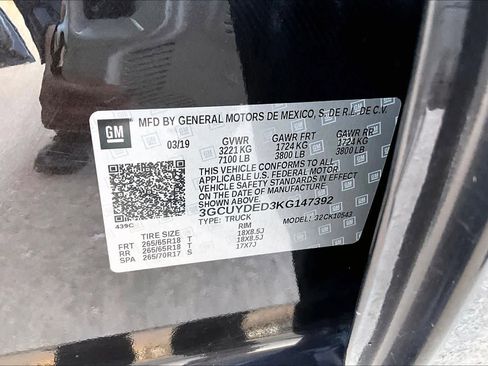 GM
MFD BY GENERAL MOTORS DE MEXICO, S. DE R.L. DE C.V.
03/19 GVWR GAWR FRT GAWR RR
3221 KG 1724 KG 1724 KG
7100 LB 3800 LB 3800 LB
THIS VEHICLE CONFORMS TO ALL APPLICABLE
U.S. FEDERAL MOTOR VEHICLE
SAFETY STANDARDS IN EFFECT
ON THE DATE OF MANUFACTURE
SHOWN ABOVE.
3GCUYDED3KG147392
TYPE: TRUCK MODEL:
439C
TIRE SIZE RIM
FRT 265/65R18 T 18X8.5J
RR 265/65R18 T 18X8.5J
SPA 265/70R17 S 17X7J